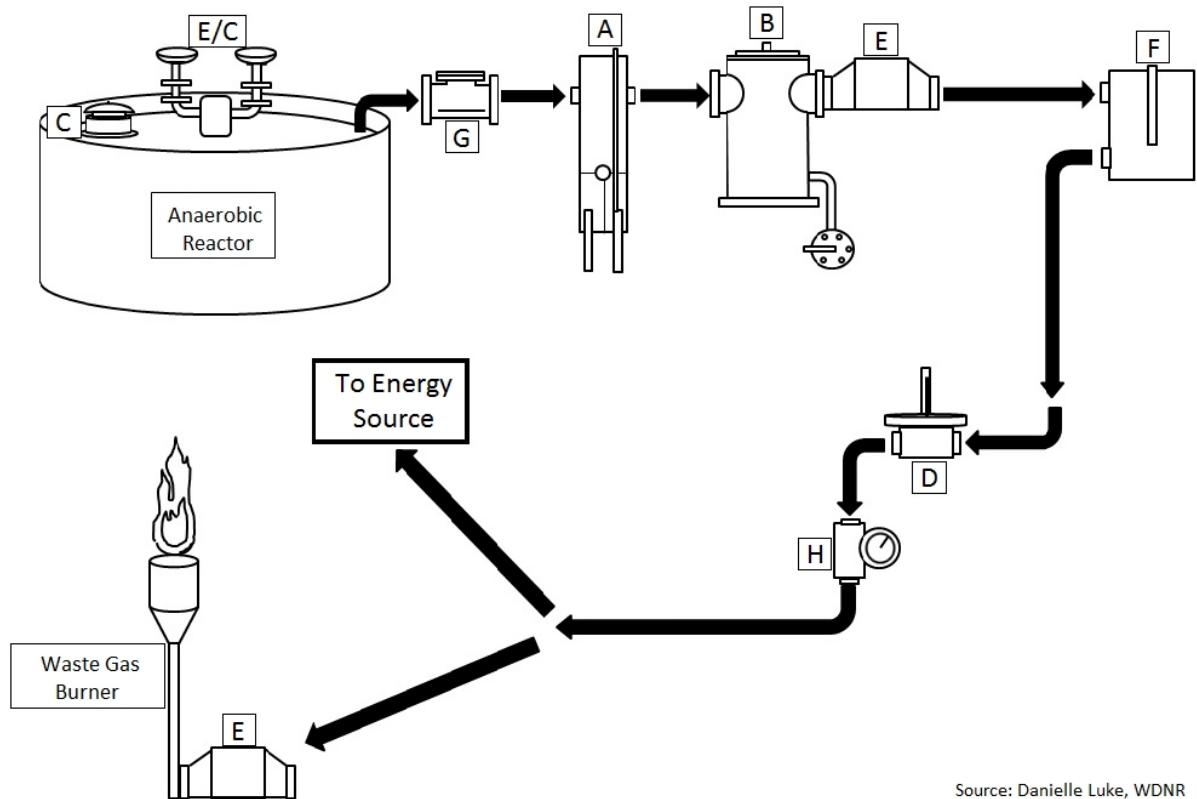 E/C
A
B
E
F
C
G
Anaerobic
Reactor
To Energy
Source
D
H
Waste Gas
Burner
E
Source: Danielle Luke, WDNR